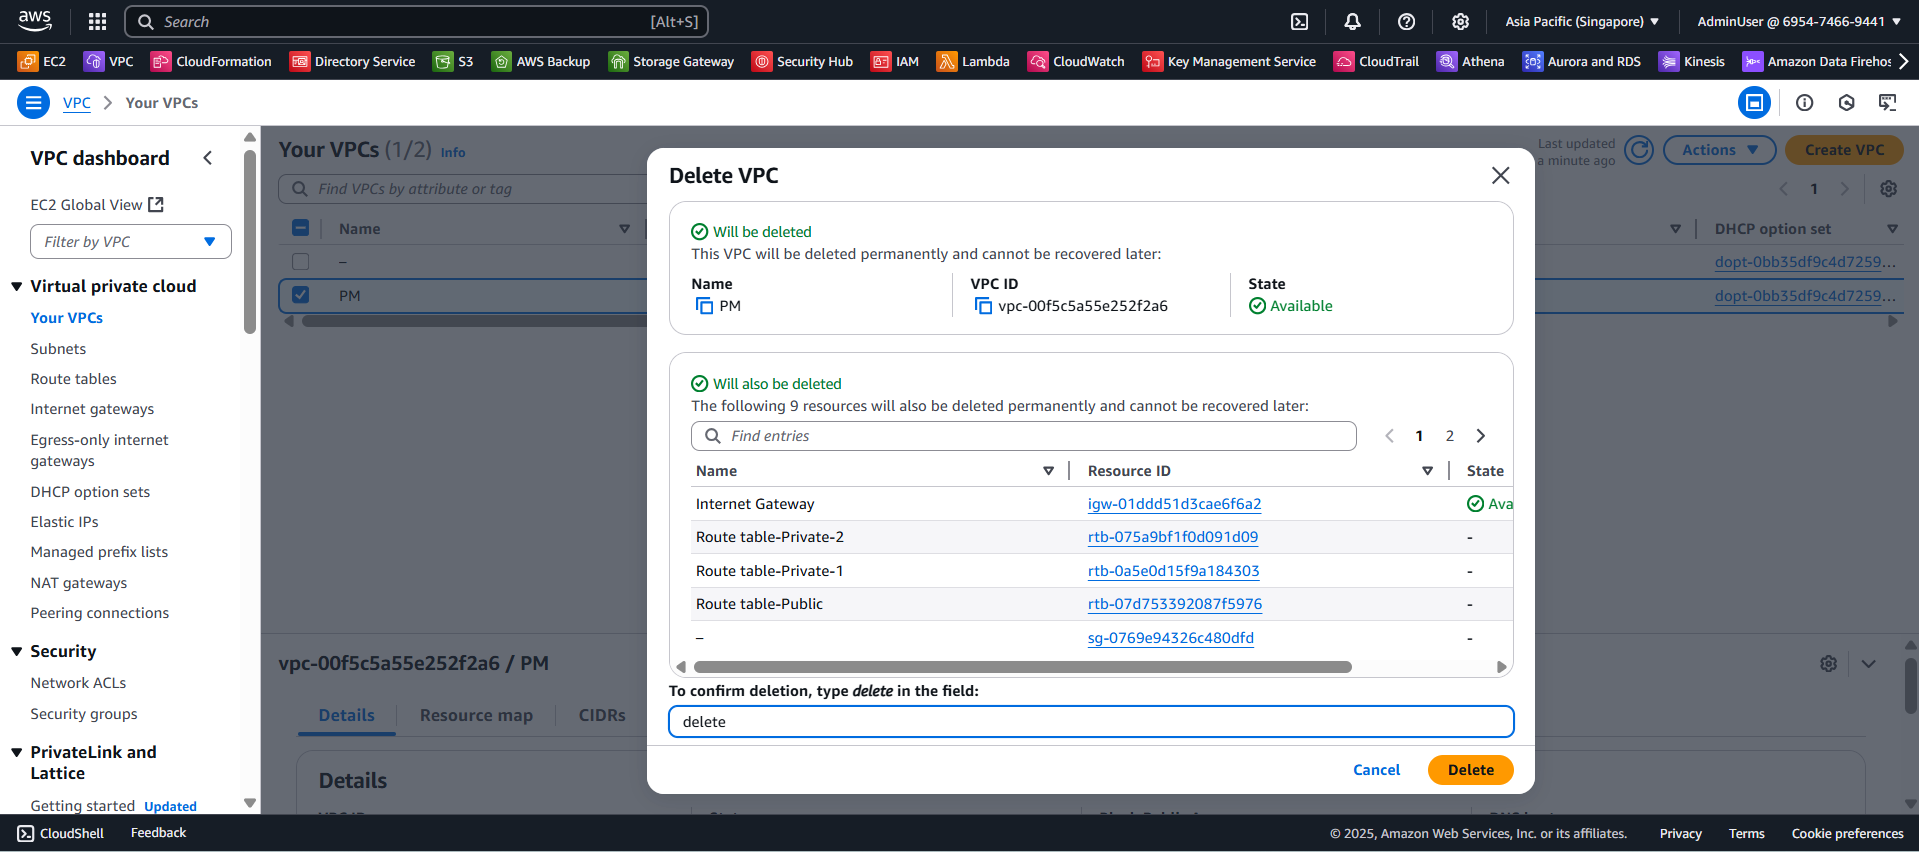 aws
Search [Alt+S]
Asia Pacific (Singapore)
AdminUser @ 6954-7466-9441
EC2 VPC CloudFormation Directory Service S3 AWS Backup Storage Gateway Security Hub IAM Lambda CloudWatch Key Management Service CloudTrail Athena Aurora and RDS Kinesis Amazon Data Firehos
VPC > Your VPCs
VPC dashboard
EC2 Global View
Filter by VPC
Virtual private cloud
Your VPCs
Subnets
Route tables
Internet gateways
Egress-only internet
gateways
DHCP option sets
Elastic IPs
Managed prefix lists
NAT gateways
Peering connections
Security
Network ACLs
Security groups
PrivateLink and
Lattice
Getting started Updated
Your VPCs (1/2) Info
Last updated
a minute ago
Actions
Create VPC
Find VPCs by attribute or tag
1
Name
DHCP option set
–
dopt-0bb35df9c4d7259...
PM
dopt-0bb35df9c4d7259...
vpc-00f5c5a55e252f2a6 / PM
Details Resource map CIDRs
Details
Delete VPC
Will be deleted
This VPC will be deleted permanently and cannot be recovered later:
Name VPC ID State
PM vpc-00f5c5a55e252f2a6 Available
Will also be deleted
The following 9 resources will also be deleted permanently and cannot be recovered later:
Find entries
1 2
Name Resource ID State
Internet Gateway igw-01ddd51d3cae6f6a2 Ava
Route table-Private-2 rtb-075a9bf1f0d091d09 -
Route table-Private-1 rtb-0a5e0d15f9a184303 -
Route table-Public rtb-07d753392087f5976 -
– sg-0769e94326c480dfd -
To confirm deletion, type delete in the field:
delete
Cancel Delete
CloudShell Feedback
© 2025, Amazon Web Services, Inc. or its affiliates. Privacy Terms Cookie preferences